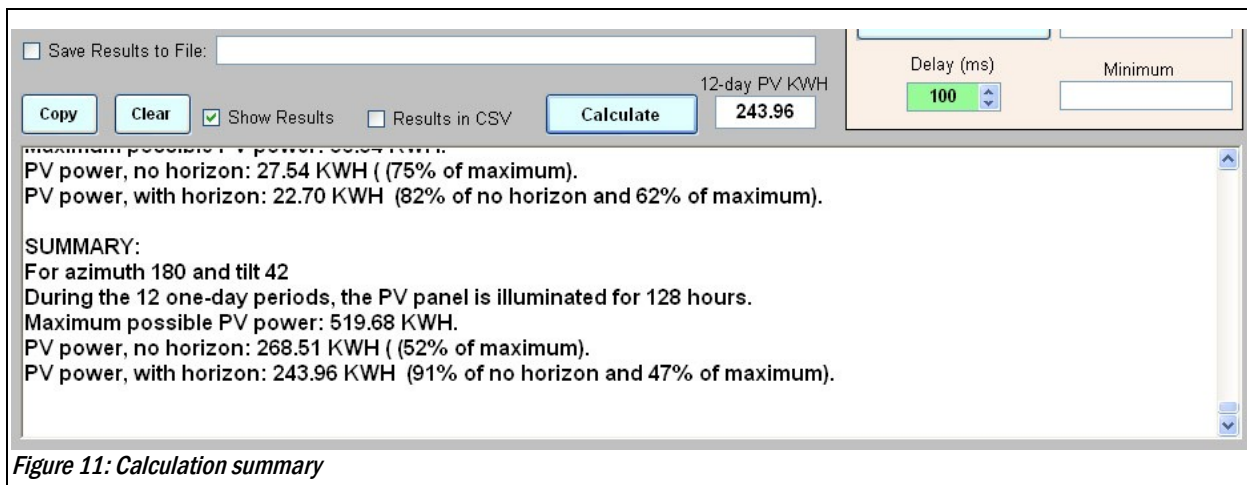 Save Results to File:
Delay (ms)
Minimum
12-day PV KWH
100
Copy
Clear
Show Results
Results in CSV
Calculate
243.96
Maximum possible PV power:
PV power, no horizon: 27.54 KWH ( (75% of maximum).
PV power, with horizon: 22.70 KWH  (82% of no horizon and 62% of maximum).
SUMMARY:
For azimuth 180 and tilt 42
During the 12 one-day periods, the PV panel is illuminated for 128 hours.
Maximum possible PV power: 519.68 KWH.
PV power, no horizon: 268.51 KWH ( (52% of maximum).
PV power, with horizon: 243.96 KWH  (91% of no horizon and 47% of maximum).
Figure 11: Calculation summary